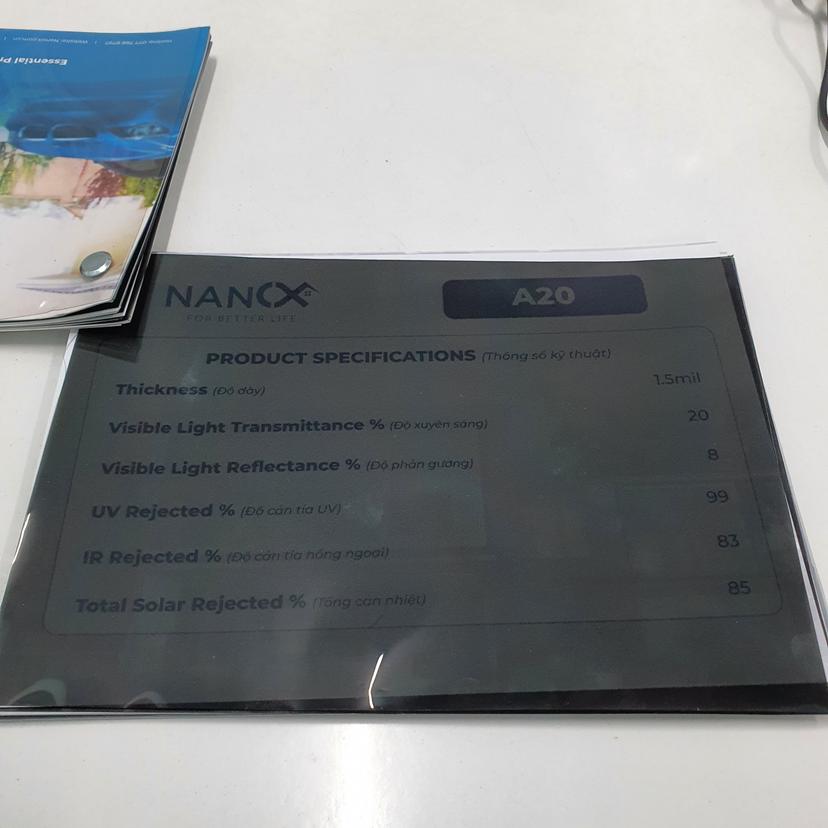 Essential Pr
NANOX
FOR BETTER LIFE
A20
PRODUCT SPECIFICATIONS (Thông số kỹ thuật)
Thickness (Độ dày) 1.5mil
Visible Light Transmittance % (Độ xuyên sáng) 20
Visible Light Reflectance % (Độ phản gương) 8
UV Rejected % (Độ cản tia UV) 99
IR Rejected % (Độ cản tia hồng ngoại) 83
Total Solar Rejected % (Tổng cản nhiệt) 85